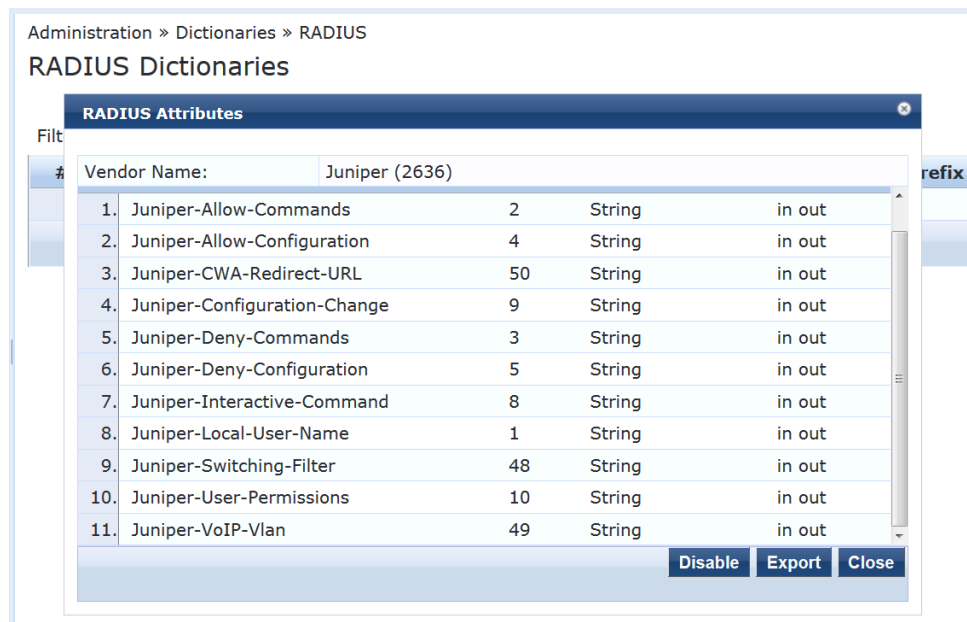 Administration » Dictionaries » RADIUS
RADIUS Dictionaries
RADIUS Attributes
Filt
# refix
Vendor Name: Juniper (2636)
1. Juniper-Allow-Commands 2 String in out
2. Juniper-Allow-Configuration 4 String in out
3. Juniper-CWA-Redirect-URL 50 String in out
4. Juniper-Configuration-Change 9 String in out
5. Juniper-Deny-Commands 3 String in out
6. Juniper-Deny-Configuration 5 String in out
7. Juniper-Interactive-Command 8 String in out
8. Juniper-Local-User-Name 1 String in out
9. Juniper-Switching-Filter 48 String in out
10. Juniper-User-Permissions 10 String in out
11. Juniper-VoIP-Vlan 49 String in out
Disable Export Close